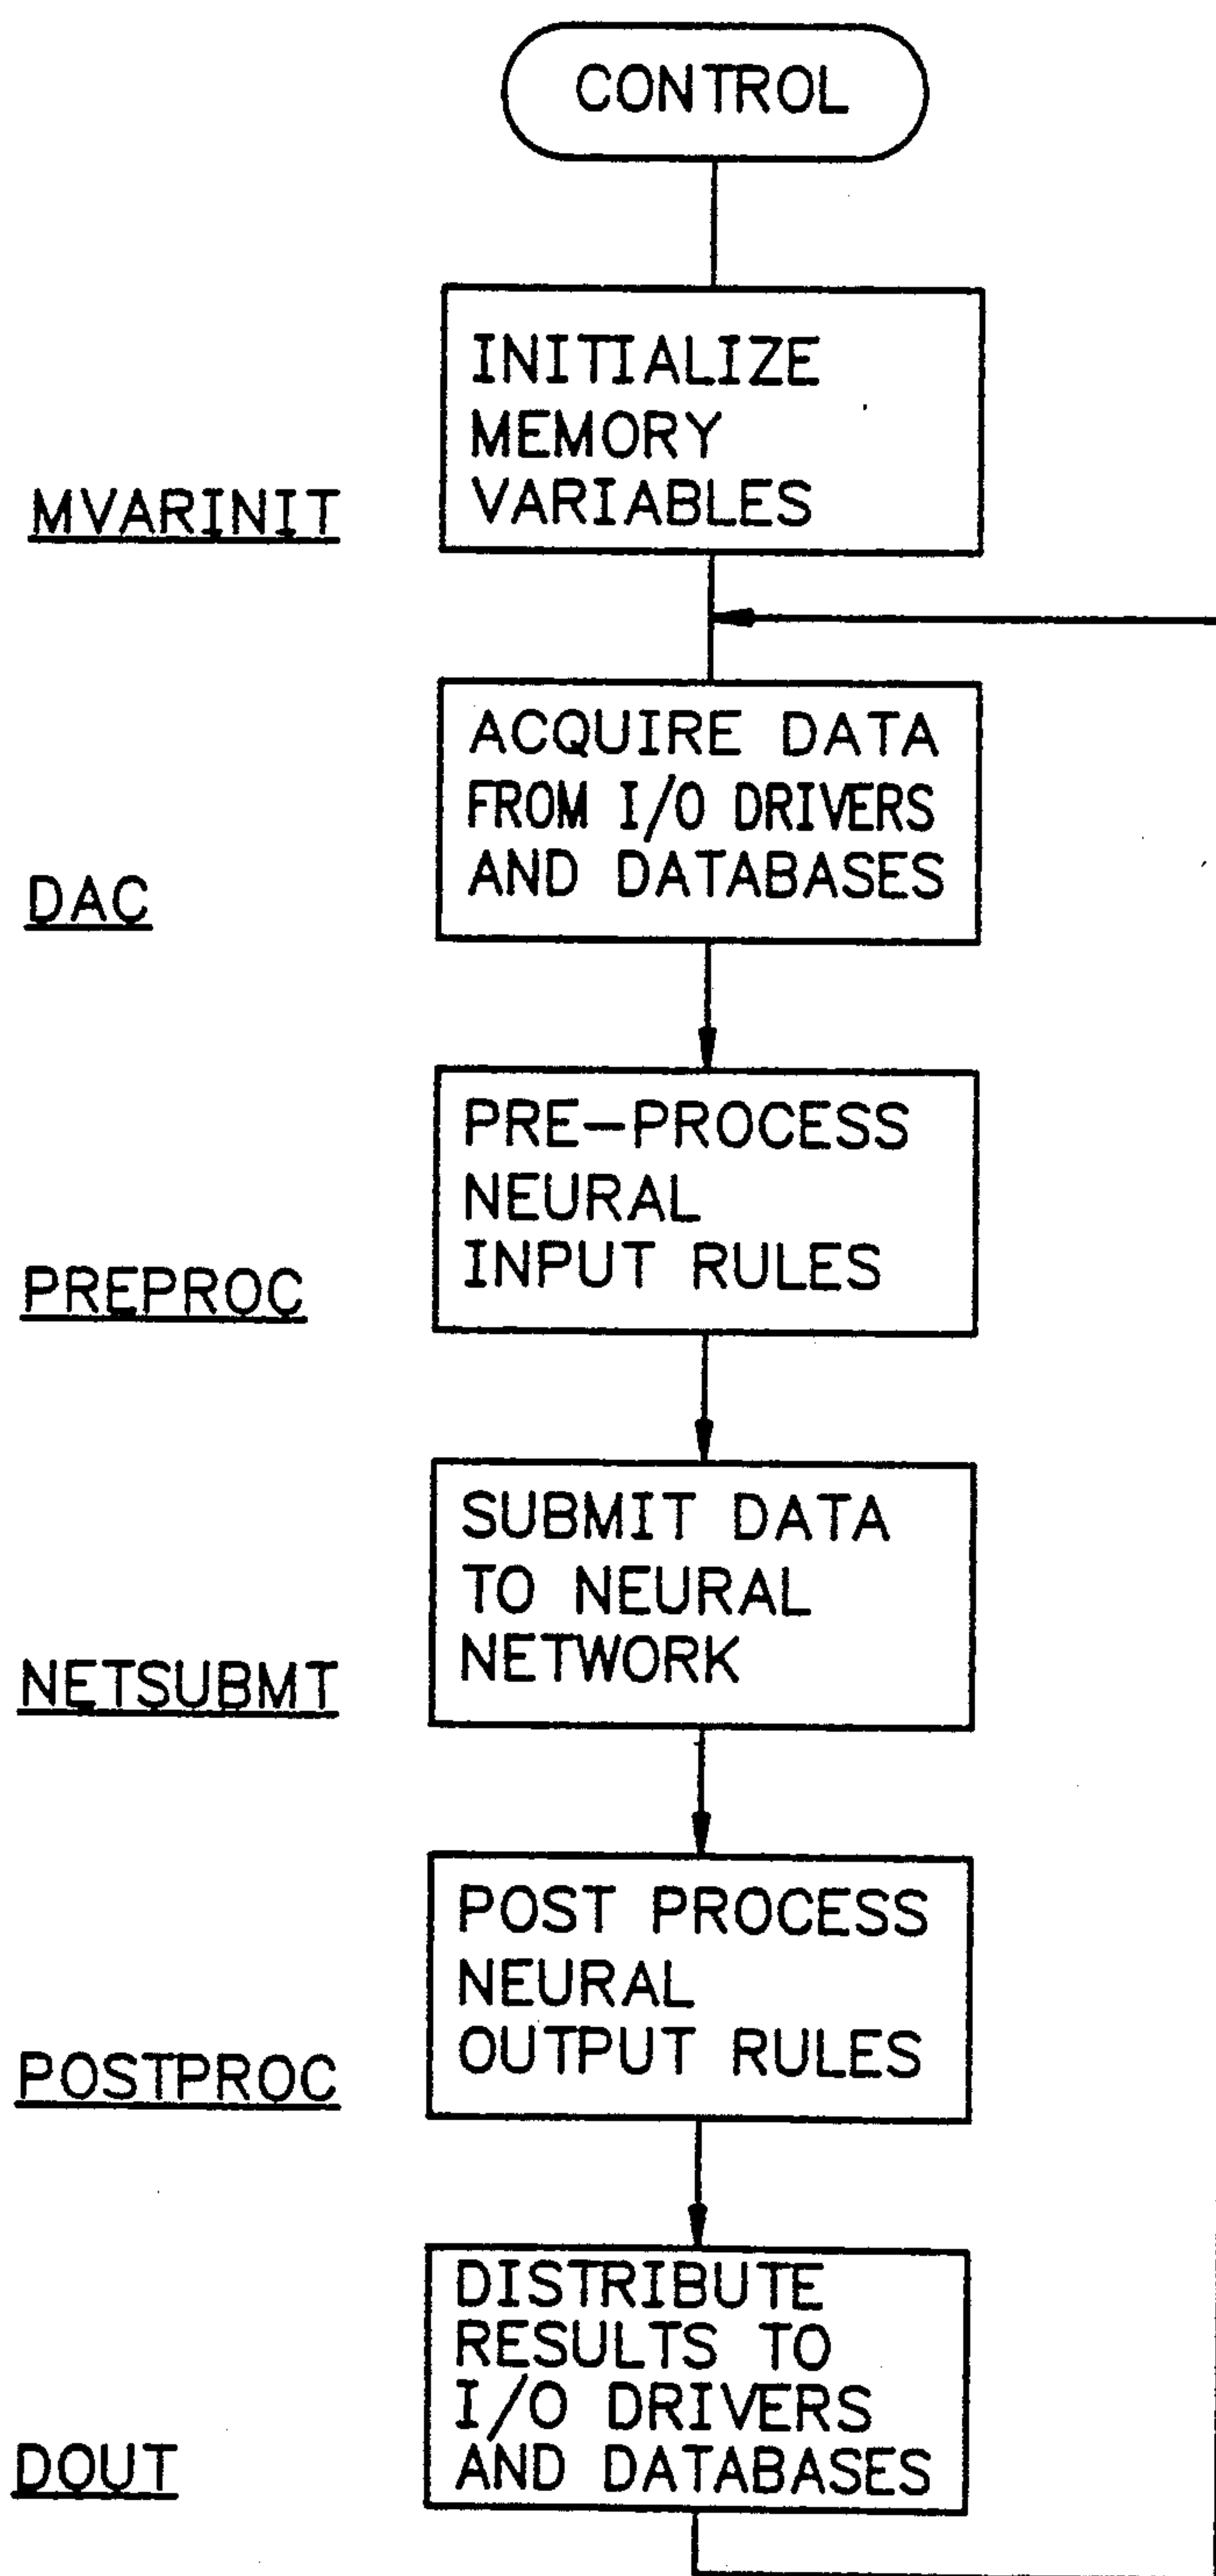 CONTROL
INITIALIZE
MEMORY
VARIABLES
MVARINIT
ACQUIRE DATA
FROM I/O DRIVERS
AND DATABASES
DAC
PRE-PROCESS
NEURAL
INPUT RULES
PREPROC
SUBMIT DATA
TO NEURAL
NETWORK
NETSUBMT
POST PROCESS
NEURAL
OUTPUT RULES
POSTPROC
DISTRIBUTE
RESULTS TO
I/O DRIVERS
AND DATABASES
DOUT